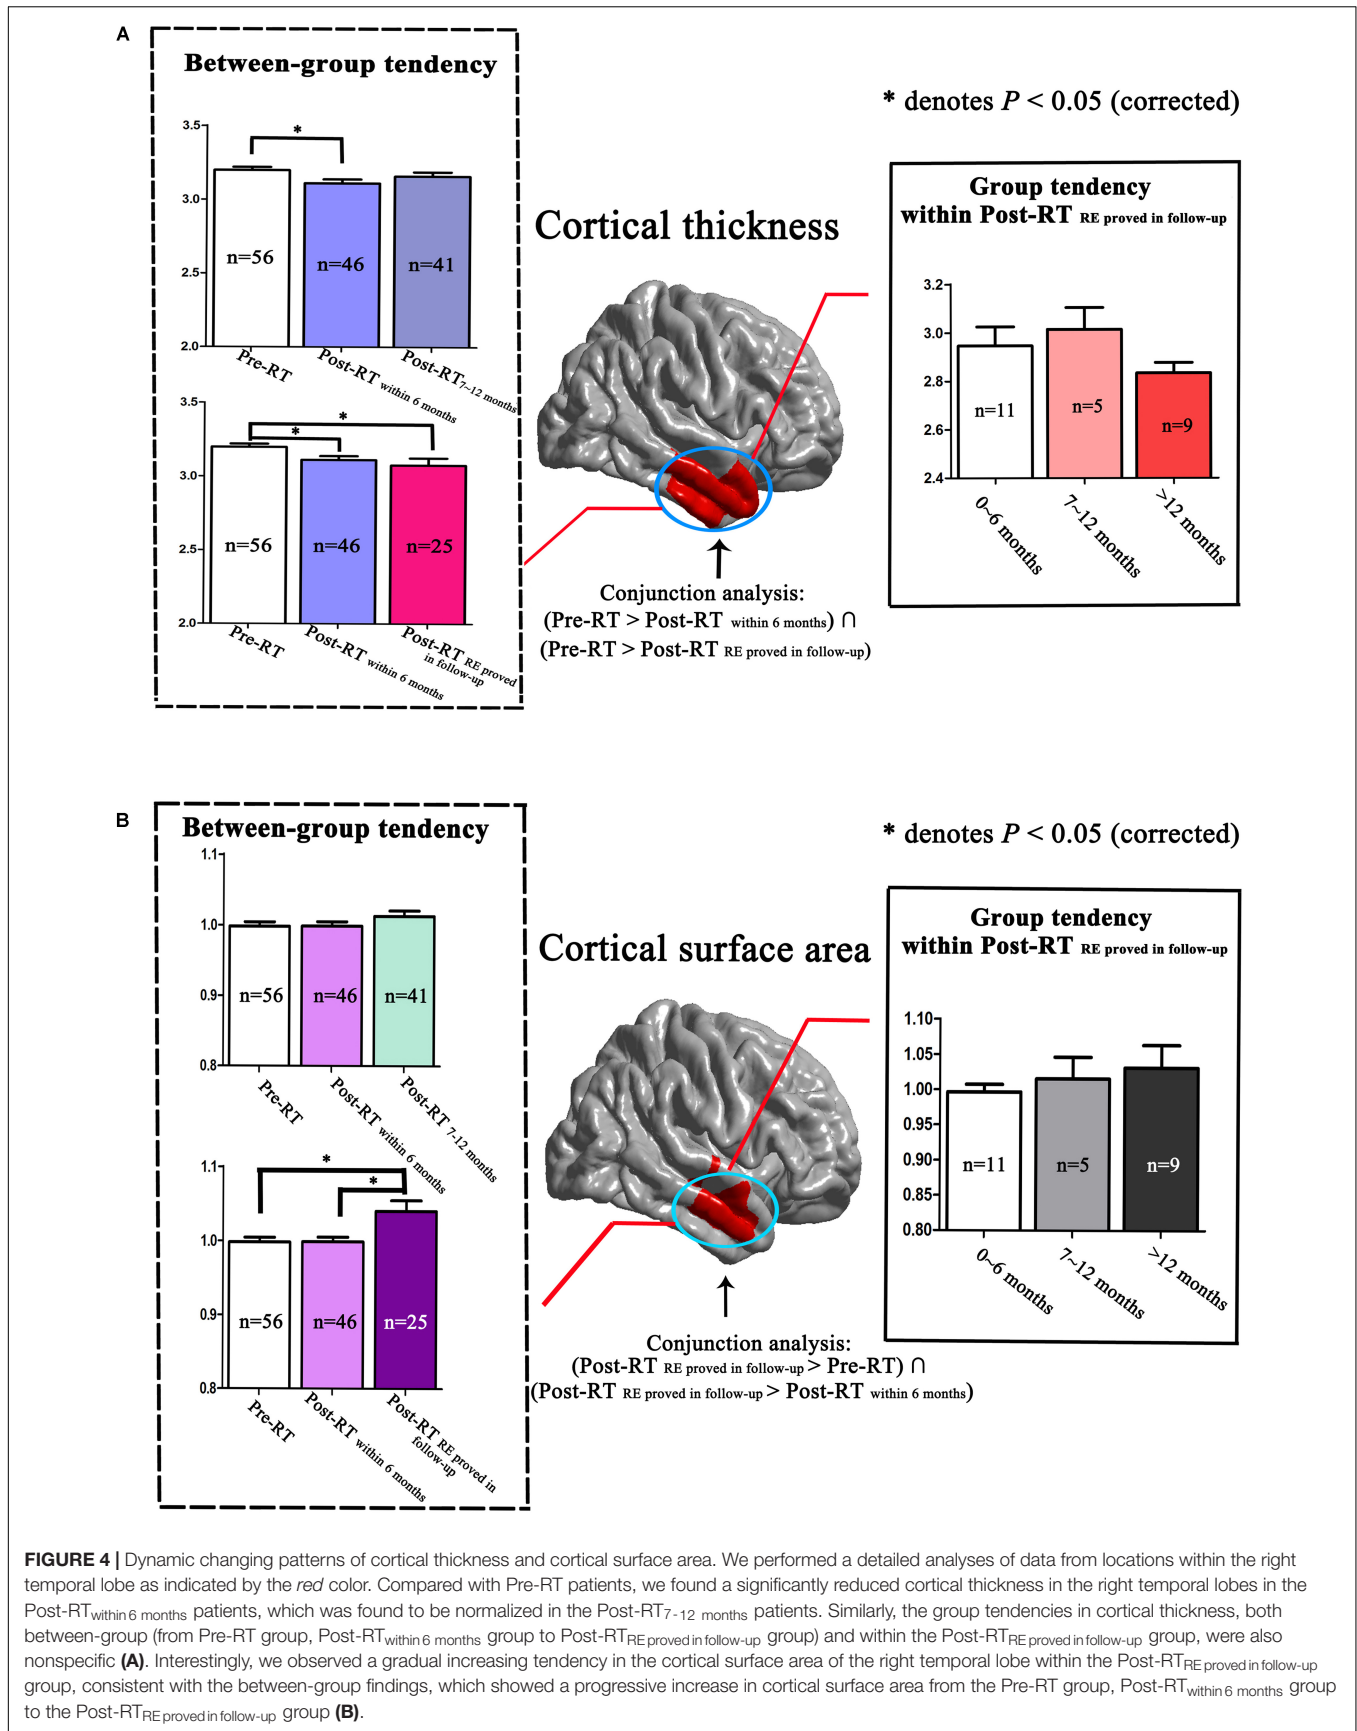 A
Between-group tendency
* denotes P < 0.05 (corrected)
3.5
3.0
2.5
2.0
*
n=56
n=46
n=41
Pre-RT
Post-RT within 6 months
Post-RT7~12 months
3.5
3.0
2.5
2.0
*
*
n=56
n=46
n=25
Pre-RT
Post-RT within 6 months
Post-RT RE proved
in follow-up
Cortical thickness
Conjunction analysis:
(Pre-RT > Post-RT within 6 months) ∩
(Pre-RT > Post-RT RE proved in follow-up)
Group tendency
within Post-RT RE proved in follow-up
3.2
3.0
2.8
2.6
2.4
n=11
n=5
n=9
0~6 months
7~12 months
>12 months
B
Between-group tendency
* denotes P < 0.05 (corrected)
1.1
1.0
0.9
0.8
n=56
n=46
n=41
Pre-RT
Post-RT within 6 months
Post-RT 7-12 months
1.1
1.0
0.9
0.8
*
*
n=56
n=46
n=25
Pre-RT
Post-RT within 6 months
Post-RT RE proved in
follow-up
Cortical surface area
Conjunction analysis:
(Post-RT RE proved in follow-up > Pre-RT) ∩
(Post-RT RE proved in follow-up > Post-RT within 6 months)
Group tendency
within Post-RT RE proved in follow-up
1.10
1.05
1.00
0.95
0.90
0.85
0.80
n=11
n=5
n=9
0~6 months
7~12 months
>12 months
FIGURE 4 | Dynamic changing patterns of cortical thickness and cortical surface area. We performed a detailed analyses of data from locations within the right
temporal lobe as indicated by the red color. Compared with Pre-RT patients, we found a significantly reduced cortical thickness in the right temporal lobes in the
Post-RTwithin 6 months patients, which was found to be normalized in the Post-RT7-12 months patients. Similarly, the group tendencies in cortical thickness, both
between-group (from Pre-RT group, Post-RTwithin 6 months group to Post-RTRE proved in follow-up group) and within the Post-RTRE proved in follow-up group, were also
nonspecific (A). Interestingly, we observed a gradual increasing tendency in the cortical surface area of the right temporal lobe within the Post-RTRE proved in follow-up
group, consistent with the between-group findings, which showed a progressive increase in cortical surface area from the Pre-RT group, Post-RTwithin 6 months group
to the Post-RTRE proved in follow-up group (B).